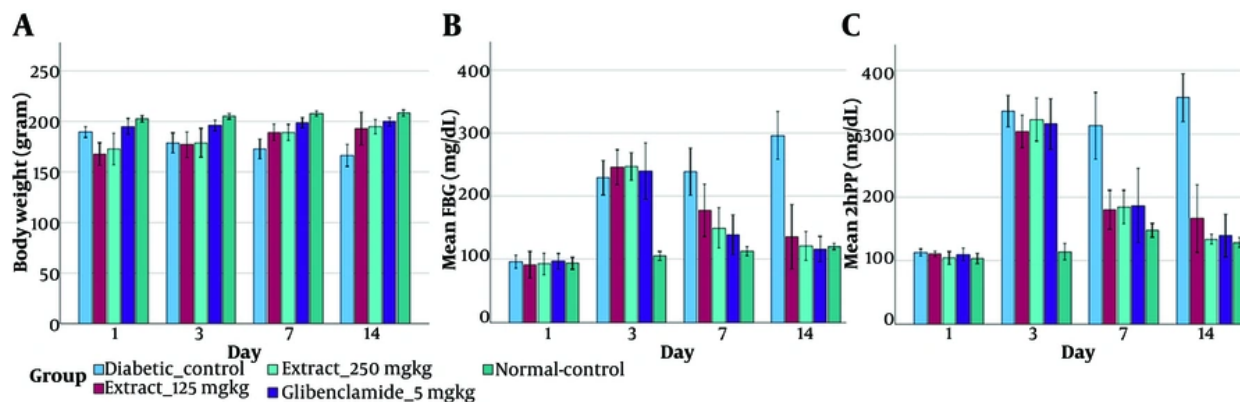 A
Body weight (gram)
250
200
150
100
50
0
1 3 7 14
Day
B
Mean FBG (mg/dL)
400
300
200
100
0
1 3 7 14
Day
C
Mean 2hPP (mg/dL)
400
300
200
100
0
1 3 7 14
Day
Group
Diabetic_control
Extract_125 mgkg
Extract_250 mgkg
Glibenclamide_5 mgkg
Normal-control